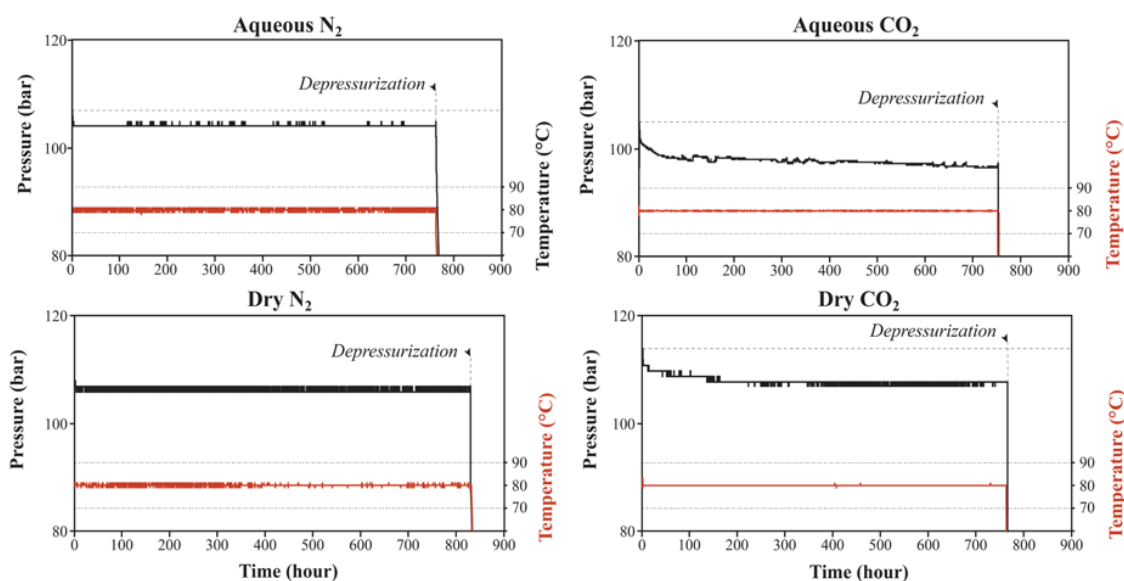 Aqueous N2
120
100
80
Pressure (bar)
Depressurization
90
80
70
Temperature (°C)
0 100 200 300 400 500 600 700 800 900
Aqueous CO2
120
100
80
Pressure (bar)
Depressurization
90
80
70
Temperature (°C)
0 100 200 300 400 500 600 700 800 900
Dry N2
120
100
80
Pressure (bar)
Depressurization
90
80
70
Temperature (°C)
0 100 200 300 400 500 600 700 800 900
Time (hour)
Dry CO2
120
100
80
Pressure (bar)
Depressurization
90
80
70
Temperature (°C)
0 100 200 300 400 500 600 700 800 900
Time (hour)